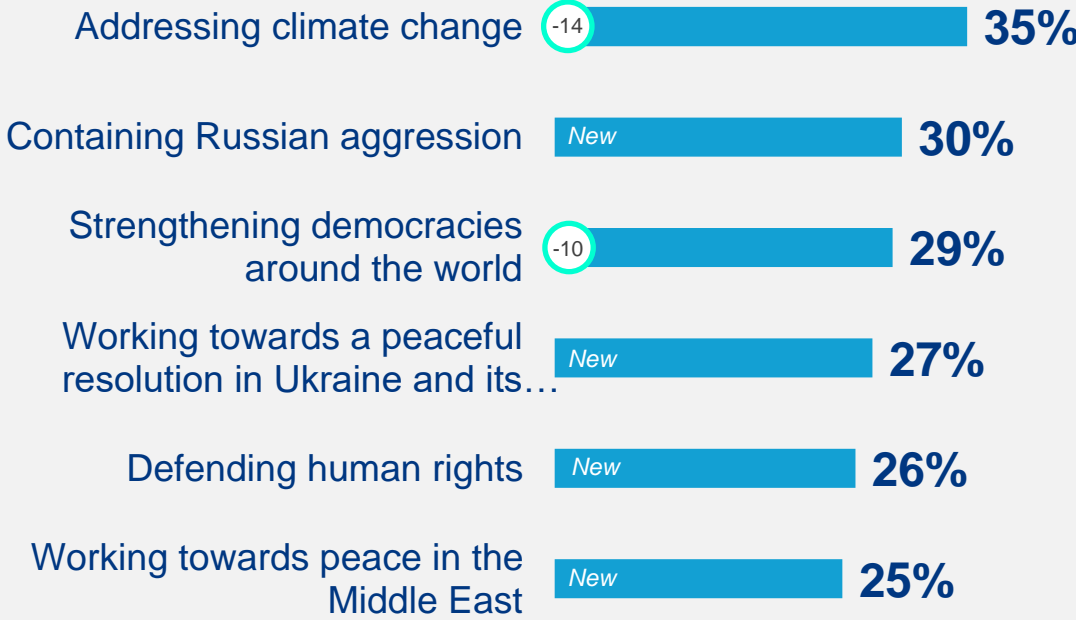 Addressing climate change -14 35%
Containing Russian aggression New 30%
Strengthening democracies
around the world -10 29%
Working towards a peaceful
resolution in Ukraine and its… New 27%
Defending human rights New 26%
Working towards peace in the
Middle East New 25%